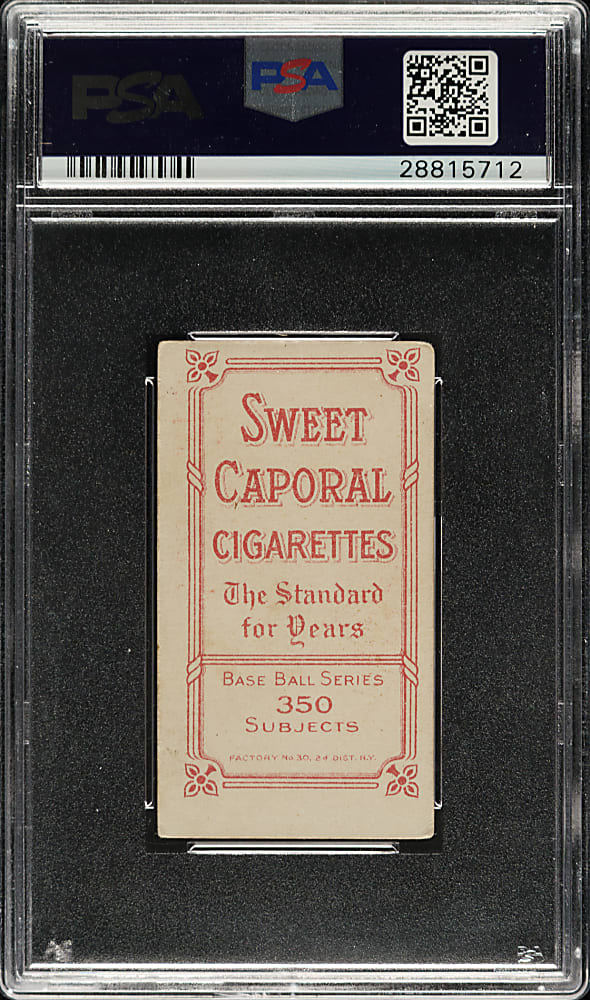 PSA
PSA
28815712
SWEET
CAPORAL
CIGARETTES
The Standard
for Years
BASE BALL SERIES
350
SUBJECTS
FACTORY No. 30, 2d DIST. N.Y.